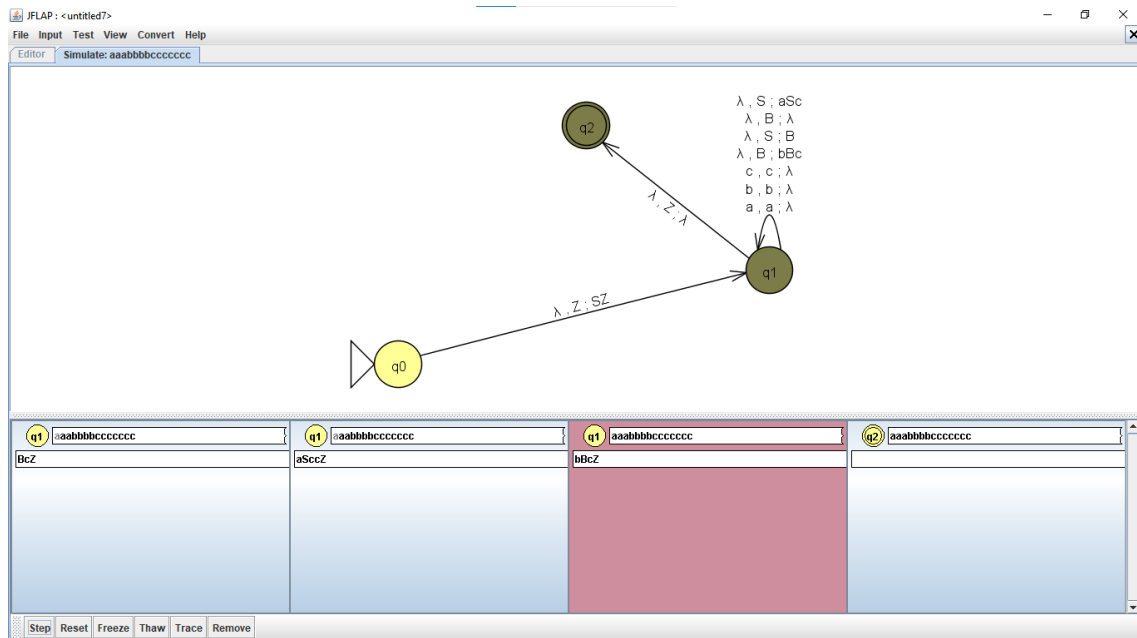 JFLAP : <untitled7>
File Input Test View Convert Help
Editor Simulate: aaabbbbccccccc
λ , S ; aSc
λ , B ; λ
λ , S ; B
λ , B ; bBc
c , c ; λ
b , b ; λ
a , a ; λ
q2
λ , Z ; λ
q1
λ , Z ; SZ
q0
q1 aaabbbbccccccc
BcZ
q1 aaabbbbccccccc
aSccZ
q1 aaabbbbccccccc
bBcZ
q2 aaabbbbccccccc
Step Reset Freeze Thaw Trace Remove